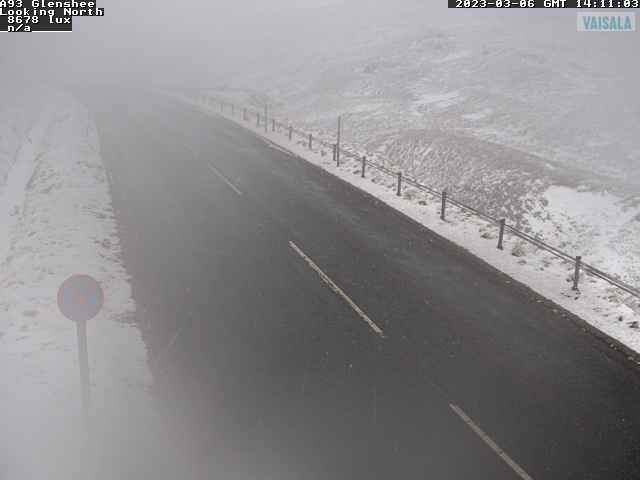 A93 Glenshee
Looking North
8678 lux
n/a
2023-03-06 GMT 14:11:03
VAISALA